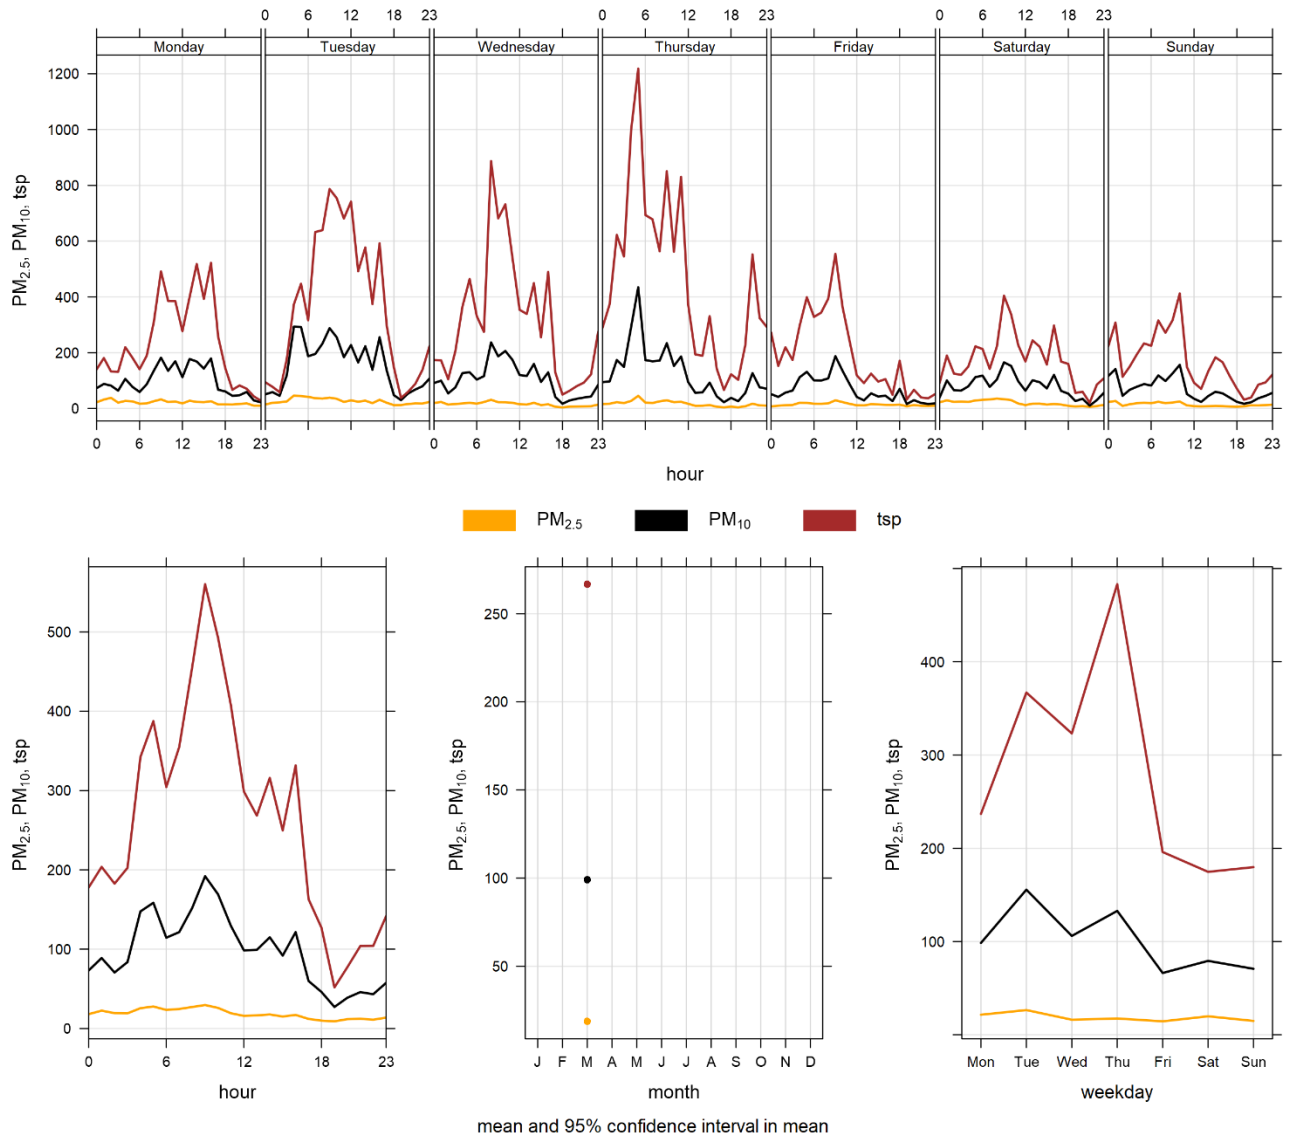 0 6 12 18 23 0 6 12 18 23 0 6 12 18 23
Monday Tuesday Wednesday Thursday Friday Saturday Sunday
1200
1000
800
600
400
200
0
PM2.5, PM10, tsp
0 6 12 18 23 0 6 12 18 23 0 6 12 18 23 0 6 12 18 23
hour
PM2.5 PM10 tsp
500
400
300
200
100
0
PM2.5, PM10, tsp
0 6 12 18 23
hour
250
200
150
100
50
PM2.5, PM10, tsp
J F M A M J J A S O N D
month
400
300
200
100
PM2.5, PM10, tsp
Mon Tue Wed Thu Fri Sat Sun
weekday
mean and 95% confidence interval in mean